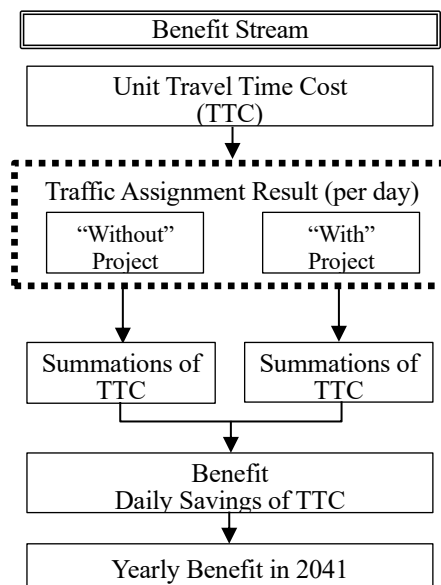 Benefit Stream
Unit Travel Time Cost
(TTC)
Traffic Assignment Result (per day)
“Without”
Project
“With”
Project
Summations of
TTC
Summations of
TTC
Benefit
Daily Savings of TTC
Yearly Benefit in 2041